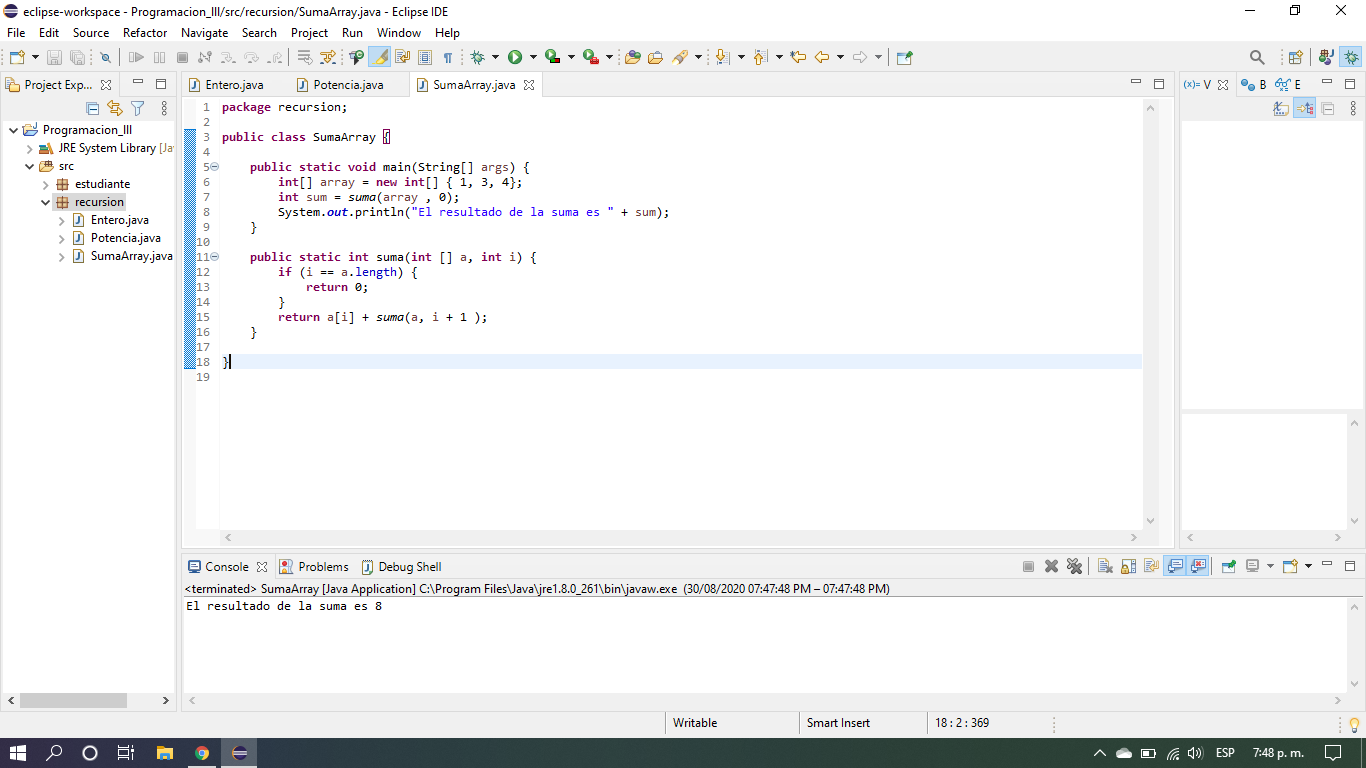 eclipse-workspace - Programacion_III/src/recursion/SumaArray.java - Eclipse IDE
File Edit Source Refactor Navigate Search Project Run Window Help
Project Exp...
Entero.java Potencia.java SumaArray.java
(x)= V B E
Programacion_III
JRE System Library [Ja
src
estudiante
recursion
Entero.java
Potencia.java
SumaArray.java
1 package recursion;
2
3 public class SumaArray {
4
5 public static void main(String[] args) {
6 int[] array = new int[] { 1, 3, 4};
7 int sum = suma(array , 0);
8 System.out.println("El resultado de la suma es " + sum);
9 }
10
11 public static int suma(int [] a, int i) {
12 if (i == a.length) {
13 return 0;
14 }
15 return a[i] + suma(a, i + 1 );
16 }
17
18 }
19
Console Problems Debug Shell
<terminated> SumaArray [Java Application] C:\Program Files\Java\jre1.8.0_261\bin\javaw.exe (30/08/2020 07:47:48 PM – 07:47:48 PM)
El resultado de la suma es 8
Writable Smart Insert 18 : 2 : 369
ESP 7:48 p. m.